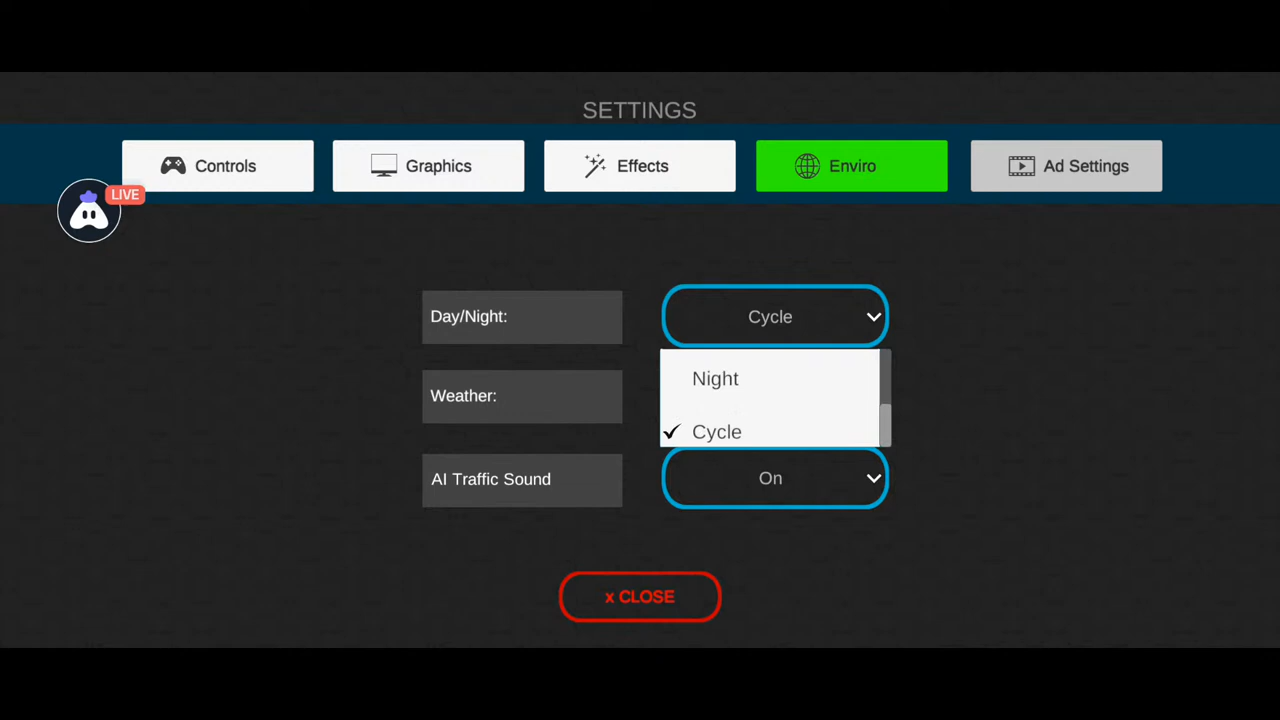 SETTINGS
Controls
Graphics
Effects
Enviro
Ad Settings
LIVE
Day/Night:
Cycle
Night
Weather:
Cycle
AI Traffic Sound
On
x CLOSE